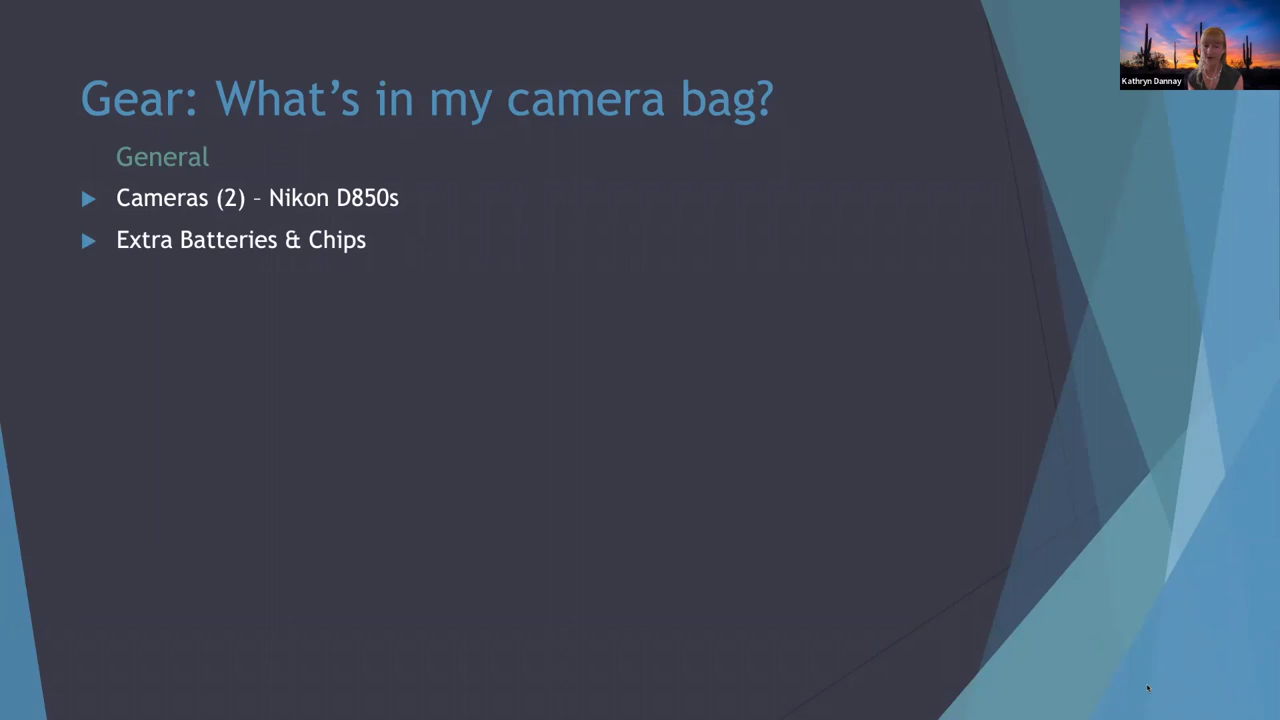 Gear: What's in my camera bag?
General
Cameras (2) – Nikon D850s
Extra Batteries & Chips
Kathryn Dannay